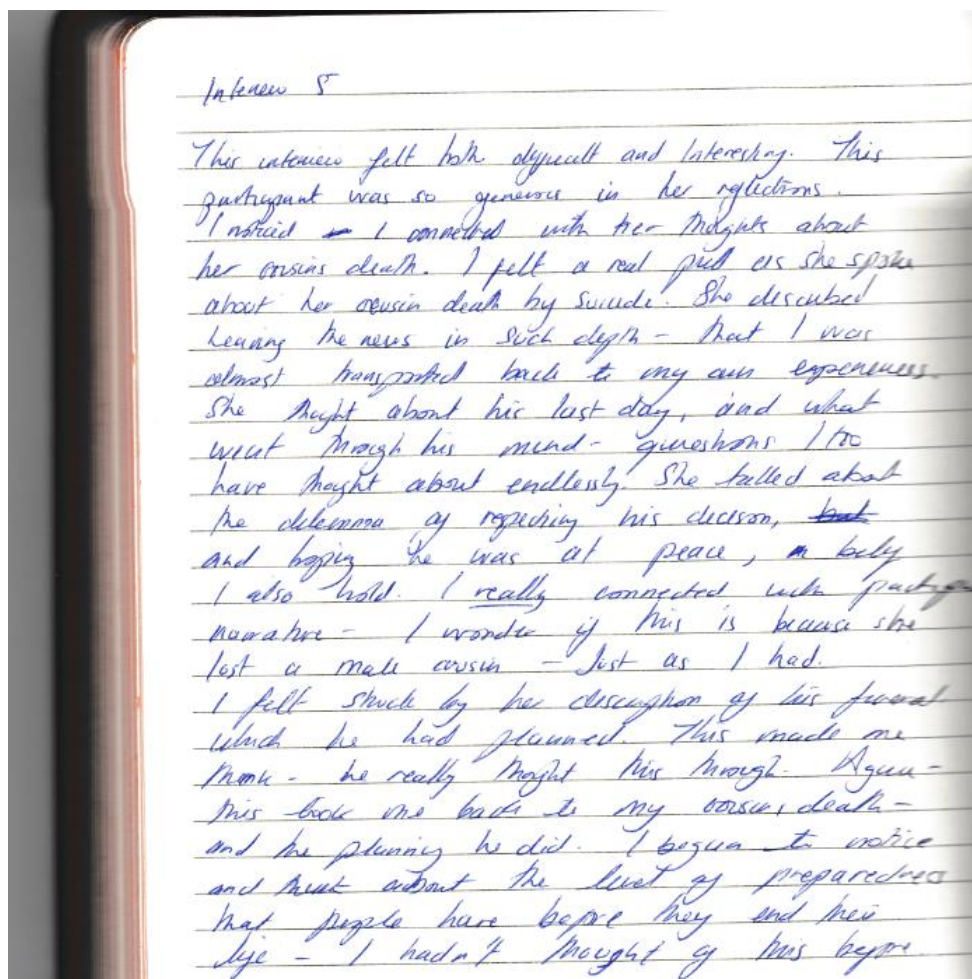 Interview 5
This interview felt both difficult and Interesting. This
participant was so generous in her reflections.
I noticed I connected with her thoughts about
her cousins death. I felt a real pull as she spoke
about her cousin death by suicide. She described
hearing the news in such depth - that I was
almost transported back to my own experiences.
She thought about his last day, and what
went through his mind - questions I too
have thought about endlessly. She talked about
the dilemma of respecting his decision, but
and hoping he was at peace, a
I also hold. I really connected with
narrative - I wonder if this is because she
lost a male cousin - Just as I had.
I felt struck by her description of his funeral
which he had planned. This made me
think - he really thought this through. Again -
this took me back to my cousins death -
and the planning he did. I began to notice
and think about the level of preparedness
that people have before they end their
life - I hadn't thought of this before.